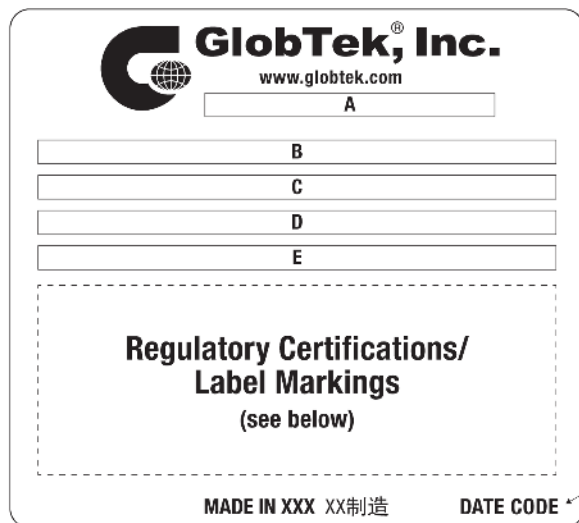 GlobTek,® Inc.
www.globtek.com
A
B
C
D
E
Regulatory Certifications/
Label Markings
(see below)
MADE IN XXX XX制造 DATE CODE